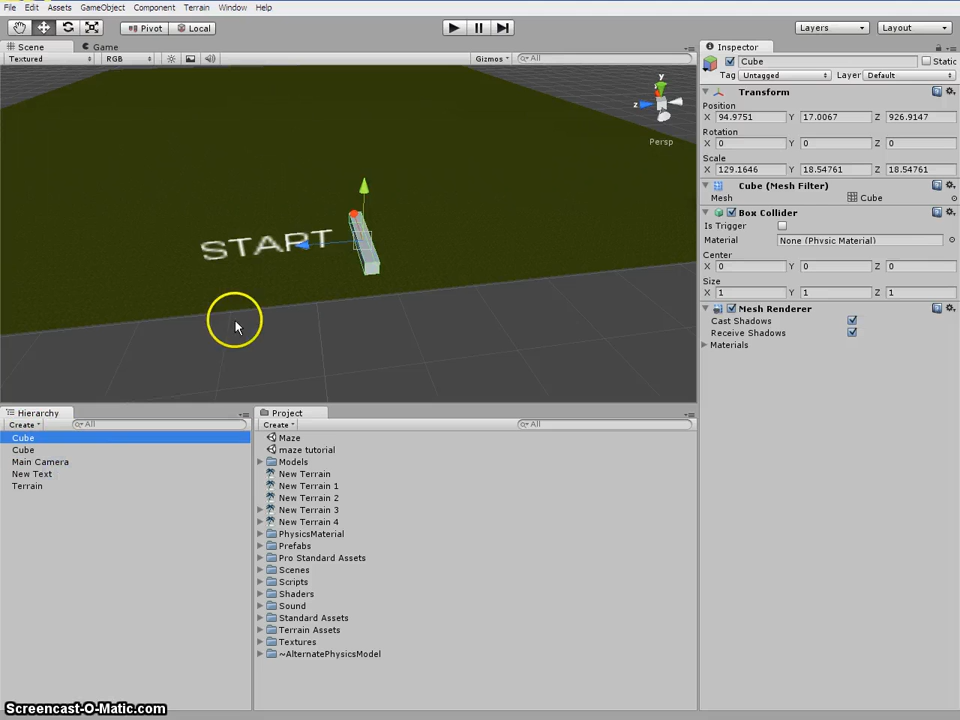 File Edit Assets GameObject Component Terrain Window Help
Pivot Local Layers Layout
Scene Game Inspector
Textured RGB Gizmos All
Cube Static
Tag Untagged Layer Default
Transform
Position
X 94.9751 Y 17.0067 Z 926.9147
Rotation
X 0 Y 0 Z 0
Scale
X 129.1646 Y 18.54761 Z 18.54761
Cube (Mesh Filter)
Mesh Cube
Box Collider
Is Trigger
Material None (Physic Material)
Center
X 0 Y 0 Z 0
Size
X 1 Y 1 Z 1
Mesh Renderer
Cast Shadows
Receive Shadows
Materials
y
z
Persp
START
Hierarchy
Create All
Cube
Cube
Main Camera
New Text
Terrain
Project
Create All
Maze
maze tutorial
Models
New Terrain
New Terrain 1
New Terrain 2
New Terrain 3
New Terrain 4
PhysicsMaterial
Prefabs
Pro Standard Assets
Scenes
Scripts
Shaders
Sound
Standard Assets
Terrain Assets
Textures
~AlternatePhysicsModel
Screencast-O-Matic.com